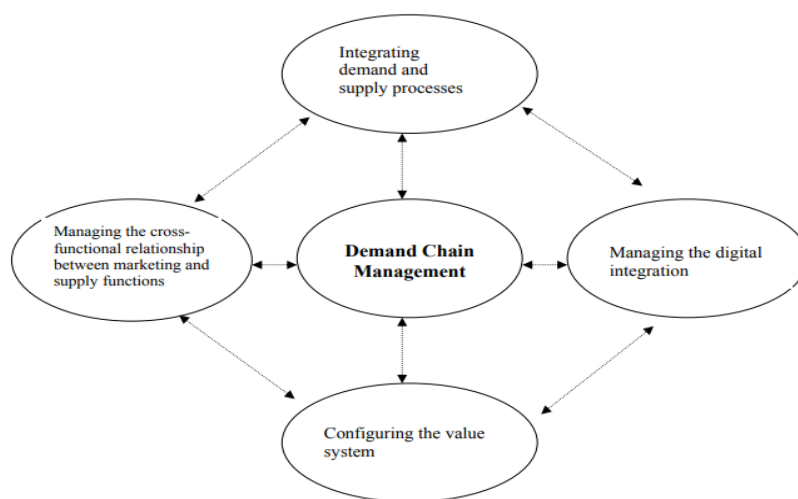 Integrating
demand and
supply processes
Managing the cross-
functional relationship
between marketing and
supply functions
Demand Chain
Management
Managing the digital
integration
Configuring the value
system